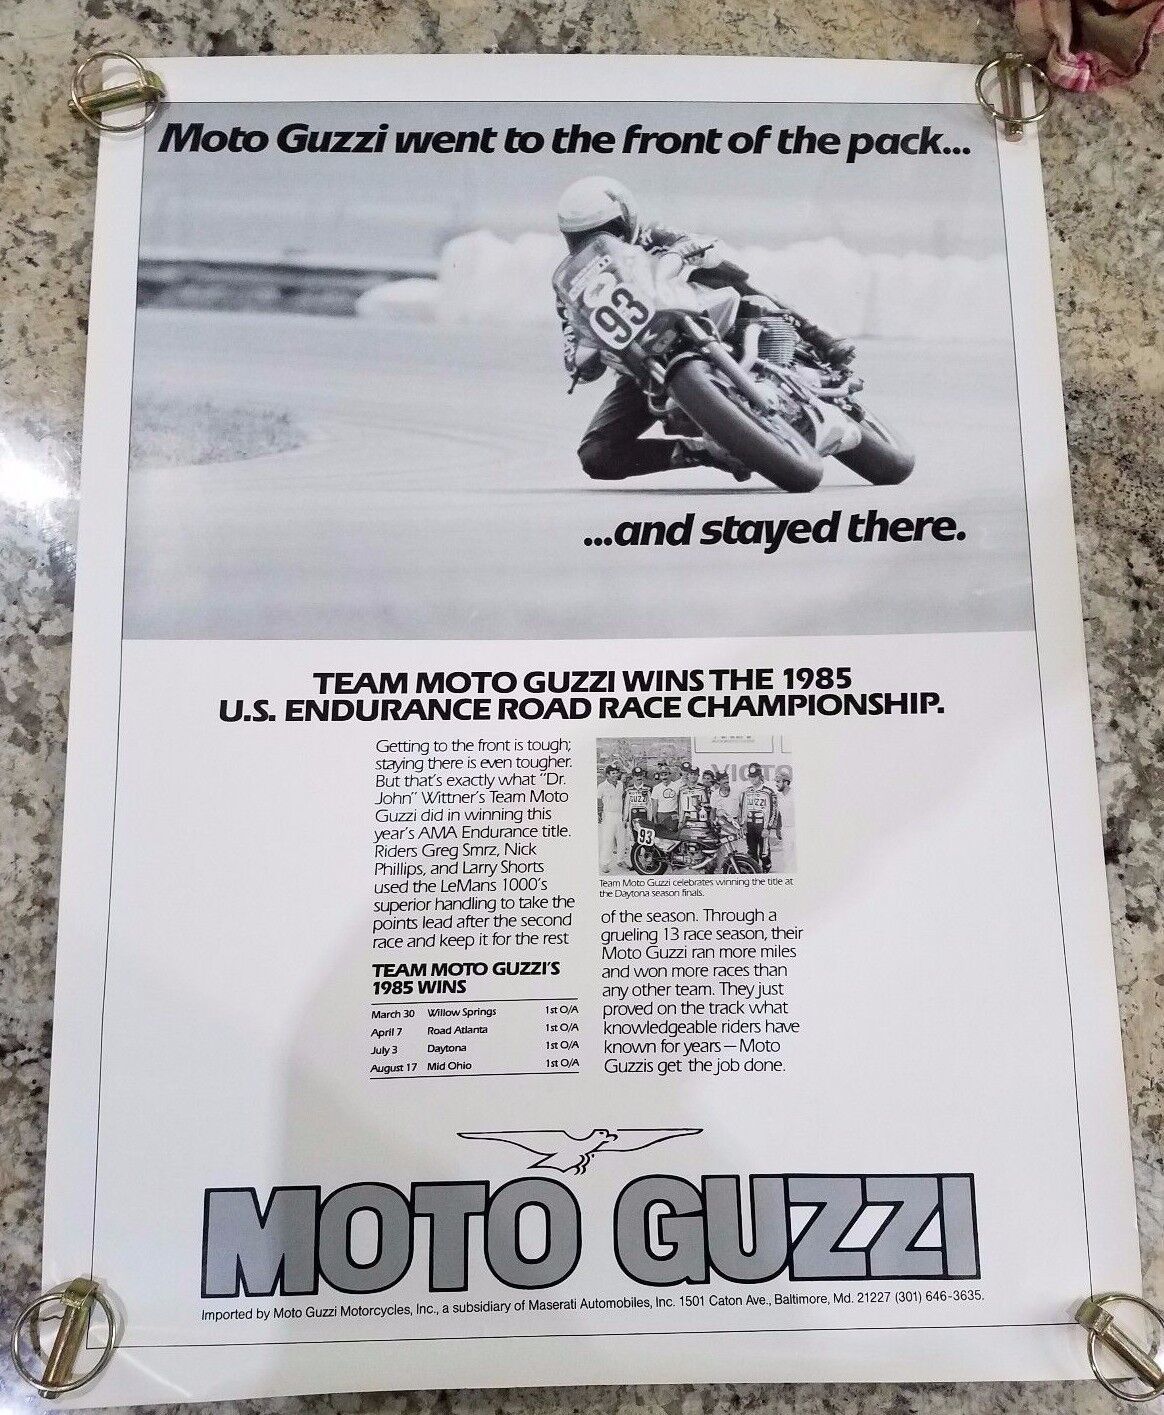 Moto Guzzi went to the front of the pack...
93
...and stayed there.
TEAM MOTO GUZZI WINS THE 1985
U.S. ENDURANCE ROAD RACE CHAMPIONSHIP.
Getting to the front is tough;
staying there is even tougher.
But that's exactly what "Dr.
John" Wittner's Team Moto
Guzzi did in winning this
year's AMA Endurance title.
Riders Greg Smrz, Nick
Phillips, and Larry Shorts
used the LeMans 1000's
superior handling to take the
points lead after the second
race and keep it for the rest
TEAM MOTO GUZZI'S
1985 WINS
March 30 Willow Springs 1st O/A
April 7 Road Atlanta 1st O/A
July 3 Daytona 1st O/A
August 17 Mid Ohio 1st O/A
VICTO
GUZZI
93
Team Moto Guzzi celebrates winning the title at
the Daytona season finals.
of the season. Through a
grueling 13 race season, their
Moto Guzzi ran more miles
and won more races than
any other team. They just
proved on the track what
knowledgeable riders have
known for years—Moto
Guzzis get the job done.
MOTO GUZZI
Imported by Moto Guzzi Motorcycles, Inc., a subsidiary of Maserati Automobiles, Inc. 1501 Caton Ave., Baltimore, Md. 21227 (301) 646-3635.